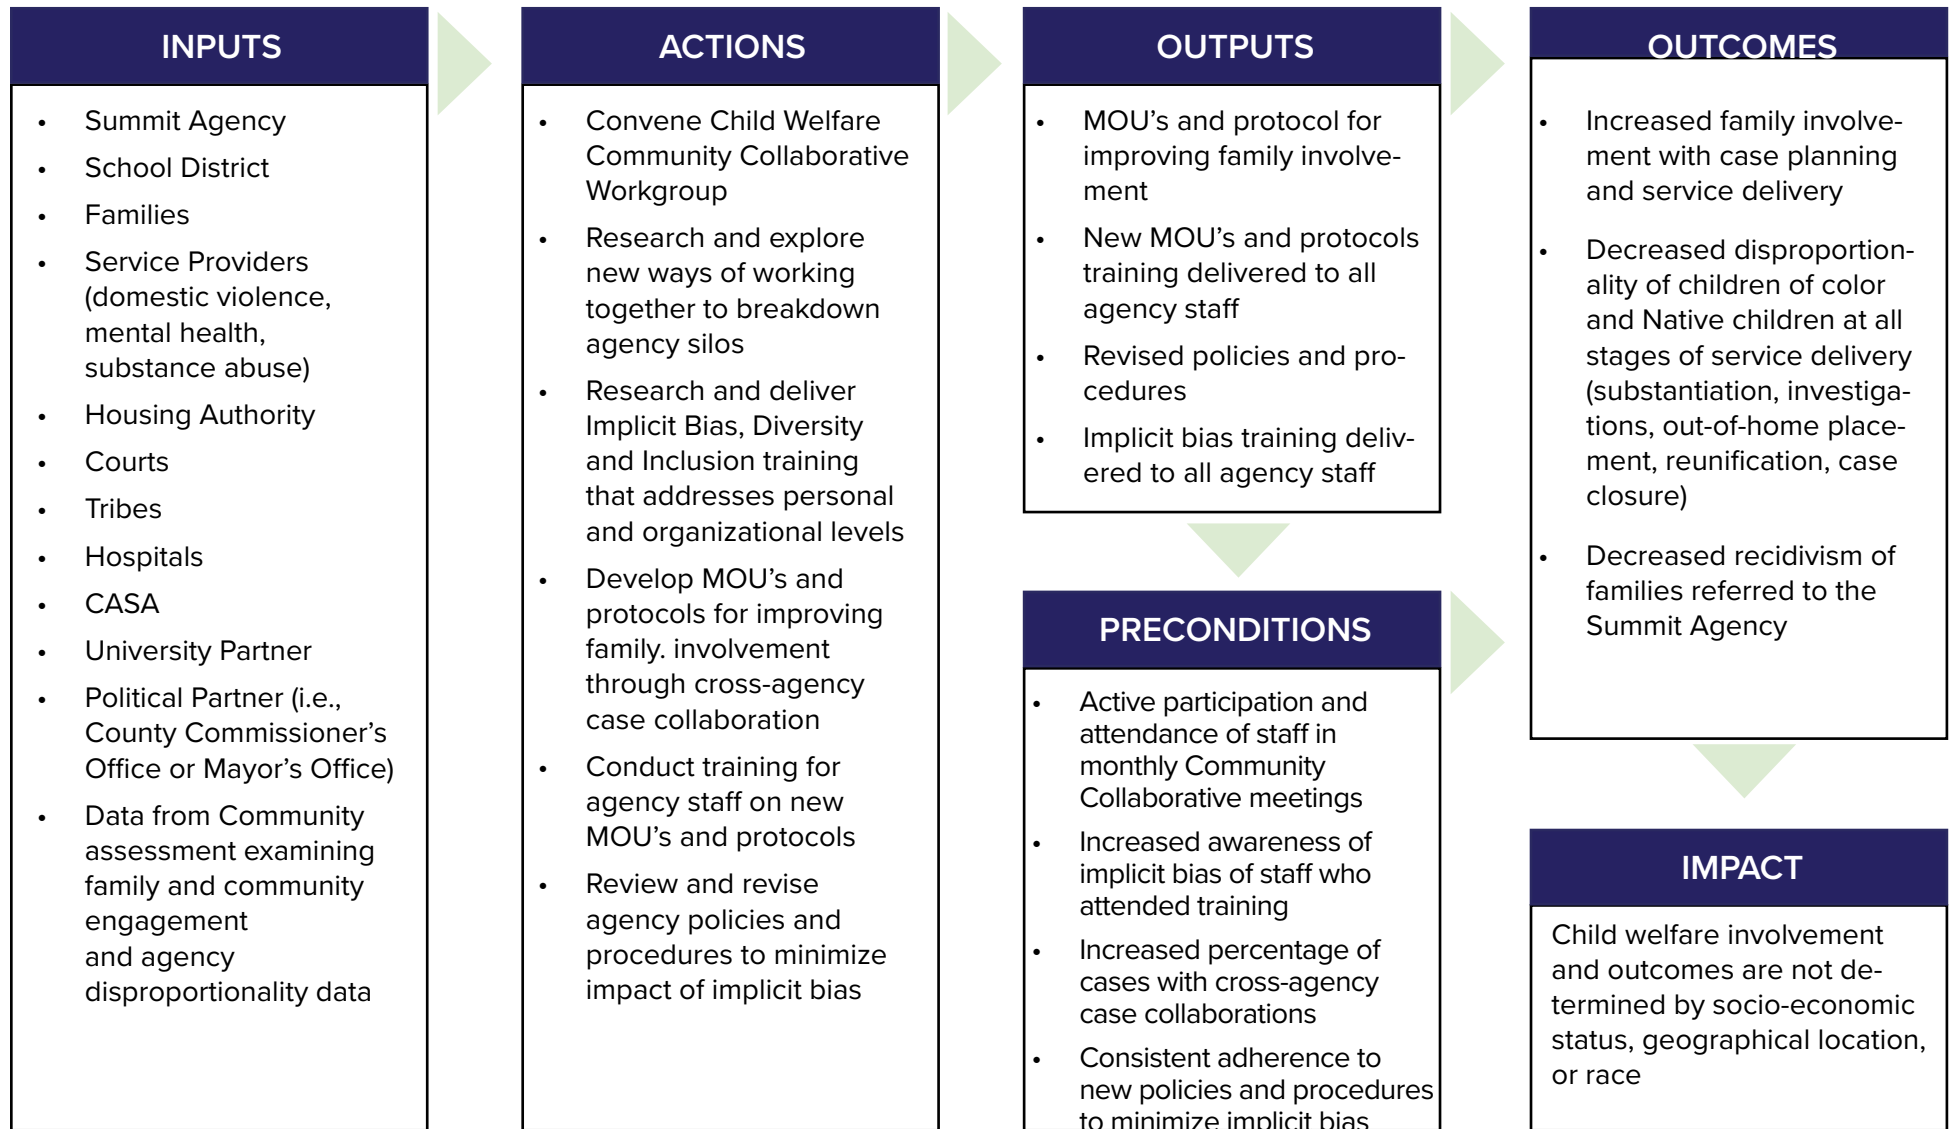 INPUTS
• Summit Agency
• School District
• Families
• Service Providers
(domestic violence,
mental health,
substance abuse)
• Housing Authority
• Courts
• Tribes
• Hospitals
• CASA
• University Partner
• Political Partner (i.e.,
County Commissioner's
Office or Mayor's Office)
• Data from Community
assessment examining
family and community
engagement
and agency
disproportionality data
ACTIONS
• Convene Child Welfare
Community Collaborative
Workgroup
• Research and explore
new ways of working
together to breakdown
agency silos
• Research and deliver
Implicit Bias, Diversity
and Inclusion training
that addresses personal
and organizational levels
• Develop MOU's and
protocols for improving
family. involvement
through cross-agency
case collaboration
• Conduct training for
agency staff on new
MOU's and protocols
• Review and revise
agency policies and
procedures to minimize
impact of implicit bias
OUTPUTS
• MOU's and protocol for
improving family involve-
ment
• New MOU's and protocols
training delivered to all
agency staff
• Revised policies and pro-
cedures
• Implicit bias training deliv-
ered to all agency staff
PRECONDITIONS
• Active participation and
attendance of staff in
monthly Community
Collaborative meetings
• Increased awareness of
implicit bias of staff who
attended training
• Increased percentage of
cases with cross-agency
case collaborations
• Consistent adherence to
new policies and procedures
to minimize implicit bias
OUTCOMES
• Increased family involve-
ment with case planning
and service delivery
• Decreased disproportion-
ality of children of color
and Native children at all
stages of service delivery
(substantiation, investiga-
tions, out-of-home place-
ment, reunification, case
closure)
• Decreased recidivism of
families referred to the
Summit Agency
IMPACT
Child welfare involvement
and outcomes are not de-
termined by socio-economic
status, geographical location,
or race